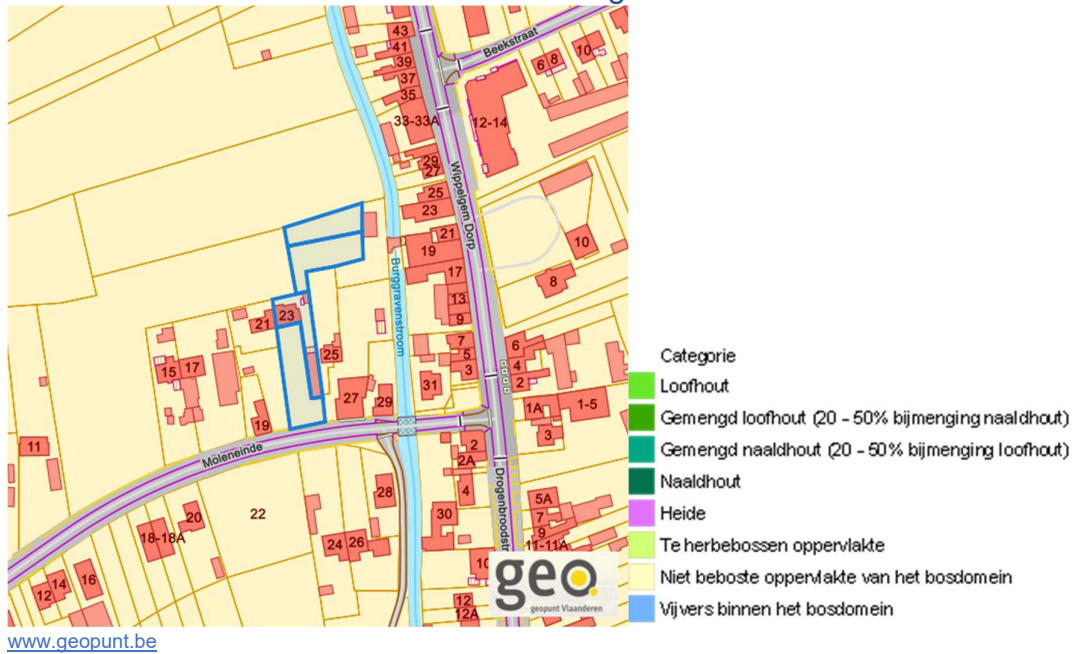 43
41
39
37
35
33-33A
29
27
25
23
21
19
17
13
9
7
5
3
31
Beekstraat
6 8
10
12-14
Wippelgem Dorp
10
8
Burggravenstroom
23
21
25
15 17
27
29
19
11
6
4
2
1A
1-5
3
Moleneinde
2
2A
4
Drogenbroodstr
28
30
22
20
18-18A
24 26
5A
7
9
11-11A
10
14
12
16
12
12A
geo
geopunt Vlaanderen
Categorie
Loofhout
Gemengd loofhout (20 - 50% bijmenging naaldhout)
Gemengd naaldhout (20 - 50% bijmenging loofhout)
Naaldhout
Heide
Te herbebossen oppervlakte
Niet beboste oppervlakte van het bosdomein
Vijvers binnen het bosdomein
www.geopunt.be